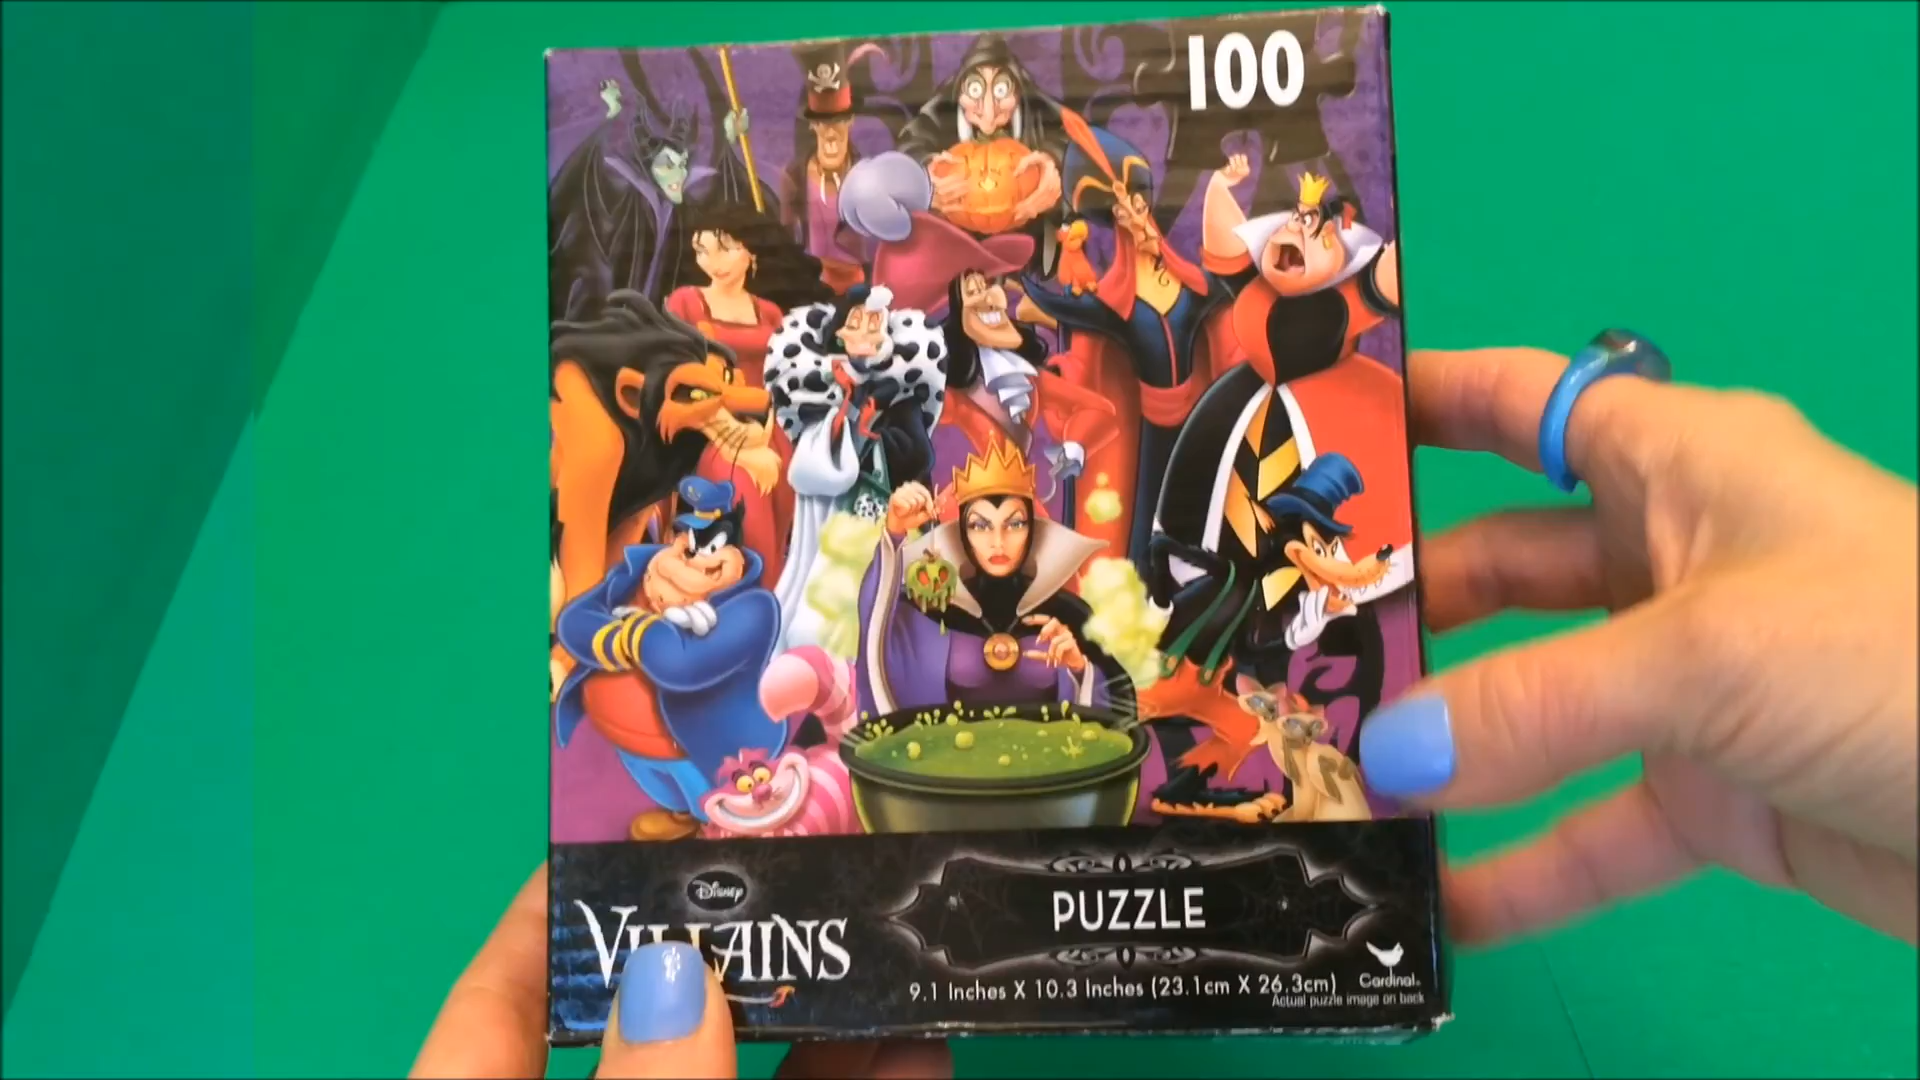 100
Disney
VILLAINS
PUZZLE
9.1 Inches X 10.3 Inches (23.1cm X 26.3cm)
Cardinal®
Actual puzzle image on back